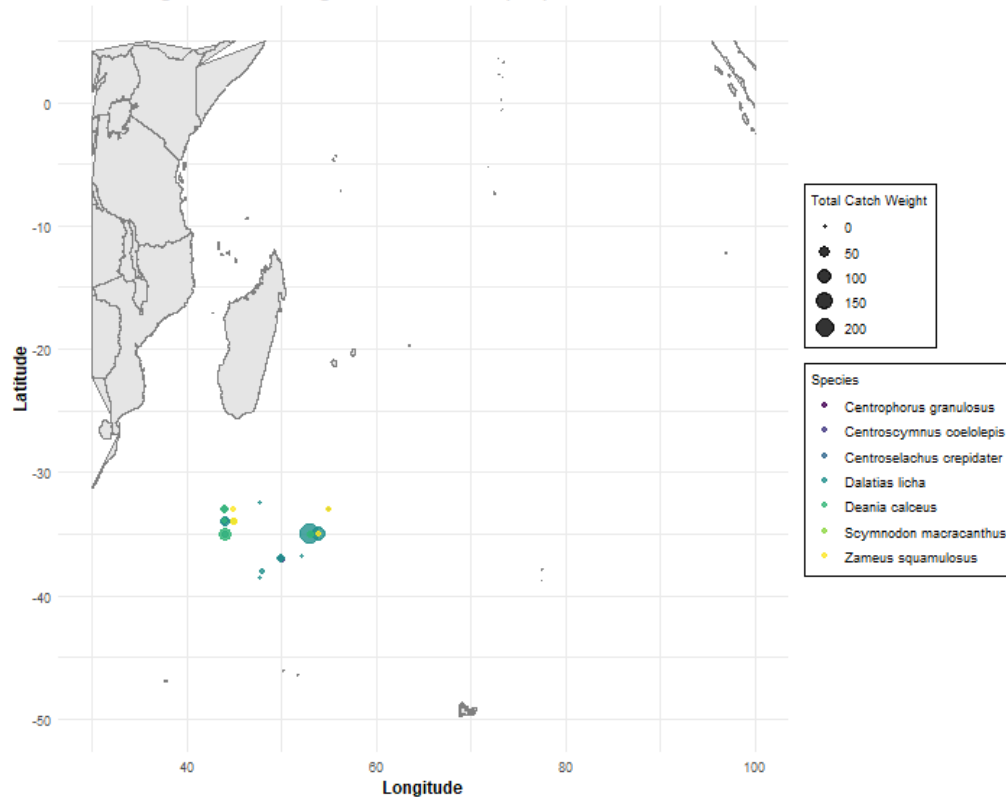 0
-10
-20
-30
-40
-50
Latitude
40
60
80
100
Longitude
Total Catch Weight
0
50
100
150
200
Species
Centrophorus granulosus
Centroscymnus coelolepis
Centroselachus crepidater
Dalatias licha
Deania calceus
Scymnodon macracanthus
Zameus squamulosus